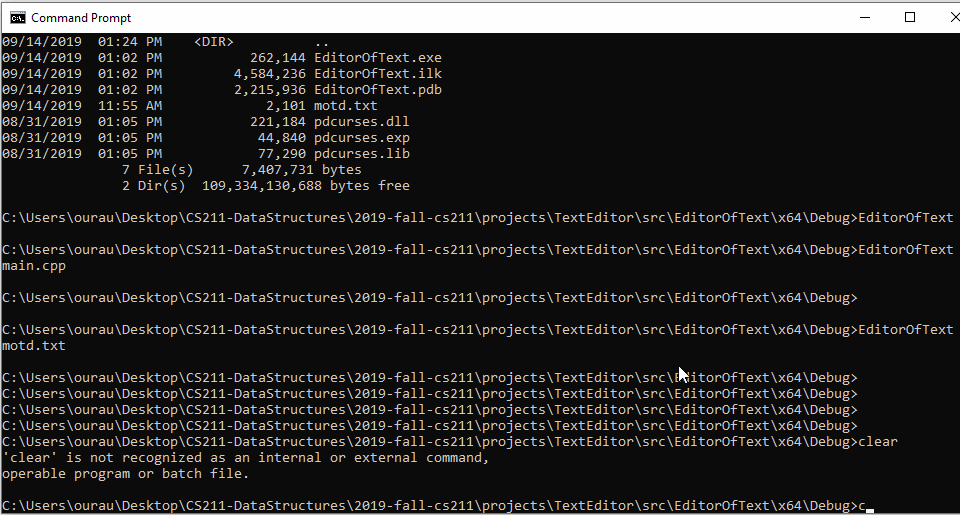 Command Prompt
09/14/2019  01:24 PM    <DIR>          ..
09/14/2019  01:02 PM           262,144 EditorOfText.exe
09/14/2019  01:02 PM         4,584,236 EditorOfText.ilk
09/14/2019  01:02 PM         2,215,936 EditorOfText.pdb
09/14/2019  11:55 AM             2,101 motd.txt
08/31/2019  01:05 PM           221,184 pdcurses.dll
08/31/2019  01:05 PM            44,840 pdcurses.exp
08/31/2019  01:05 PM            77,290 pdcurses.lib
               7 File(s)      7,407,731 bytes
               2 Dir(s)  109,334,130,688 bytes free
C:\Users\ourau\Desktop\CS211-DataStructures\2019-fall-cs211\projects\TextEditor\src\EditorOfText\x64\Debug>EditorOfText
C:\Users\ourau\Desktop\CS211-DataStructures\2019-fall-cs211\projects\TextEditor\src\EditorOfText\x64\Debug>EditorOfText
main.cpp
C:\Users\ourau\Desktop\CS211-DataStructures\2019-fall-cs211\projects\TextEditor\src\EditorOfText\x64\Debug>
C:\Users\ourau\Desktop\CS211-DataStructures\2019-fall-cs211\projects\TextEditor\src\EditorOfText\x64\Debug>EditorOfText
motd.txt
C:\Users\ourau\Desktop\CS211-DataStructures\2019-fall-cs211\projects\TextEditor\src\EditorOfText\x64\Debug>
C:\Users\ourau\Desktop\CS211-DataStructures\2019-fall-cs211\projects\TextEditor\src\EditorOfText\x64\Debug>
C:\Users\ourau\Desktop\CS211-DataStructures\2019-fall-cs211\projects\TextEditor\src\EditorOfText\x64\Debug>
C:\Users\ourau\Desktop\CS211-DataStructures\2019-fall-cs211\projects\TextEditor\src\EditorOfText\x64\Debug>
C:\Users\ourau\Desktop\CS211-DataStructures\2019-fall-cs211\projects\TextEditor\src\EditorOfText\x64\Debug>clear
'clear' is not recognized as an internal or external command,
operable program or batch file.
C:\Users\ourau\Desktop\CS211-DataStructures\2019-fall-cs211\projects\TextEditor\src\EditorOfText\x64\Debug>c